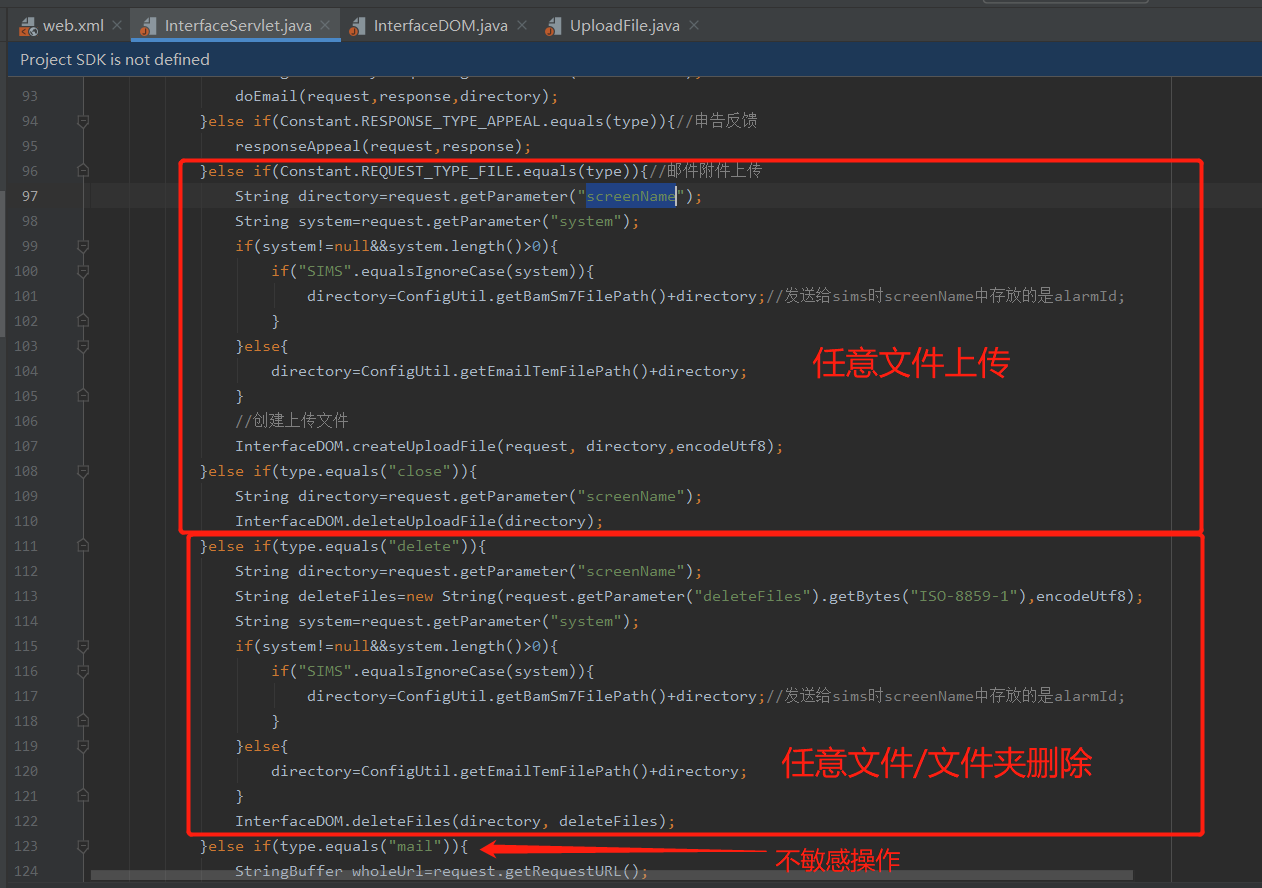 web.xml
InterfaceServlet.java
InterfaceDOM.java
UploadFile.java
Project SDK is not defined
93 doEmail(request,response,directory);
94 }else if(Constant.RESPONSE_TYPE_APPEAL.equals(type)){//申告反馈
95 responseAppeal(request,response);
96 }else if(Constant.REQUEST_TYPE_FILE.equals(type)){//邮件附件上传
97 String directory=request.getParameter("screenName");
98 String system=request.getParameter("system");
99 if(system!=null&&system.length()>0){
100 if("SIMS".equalsIgnoreCase(system)){
101 directory=ConfigUtil.getBamSm7FilePath()+directory;//发送给sims时screenName中存放的是alarmId;
102 }
103 }else{
任意文件上传
104 directory=ConfigUtil.getEmailTemFilePath()+directory;
105 }
106 //创建上传文件
107 InterfaceDOM.createUploadFile(request, directory,encodeUtf8);
108 }else if(type.equals("close")){
109 String directory=request.getParameter("screenName");
110 InterfaceDOM.deleteUploadFile(directory);
111 }else if(type.equals("delete")){
112 String directory=request.getParameter("screenName");
113 String deleteFiles=new String(request.getParameter("deleteFiles").getBytes("ISO-8859-1"),encodeUtf8);
114 String system=request.getParameter("system");
115 if(system!=null&&system.length()>0){
116 if("SIMS".equalsIgnoreCase(system)){
117 directory=ConfigUtil.getBamSm7FilePath()+directory;//发送给sims时screenName中存放的是alarmId;
118 }
119 }else{
120 directory=ConfigUtil.getEmailTemFilePath()+directory;
任意文件/文件夹删除
121 }
122 InterfaceDOM.deleteFiles(directory, deleteFiles);
123 }else if(type.equals("mail")){
不敏感操作
124 StringBuffer wholeUrl=request.getRequestURL();